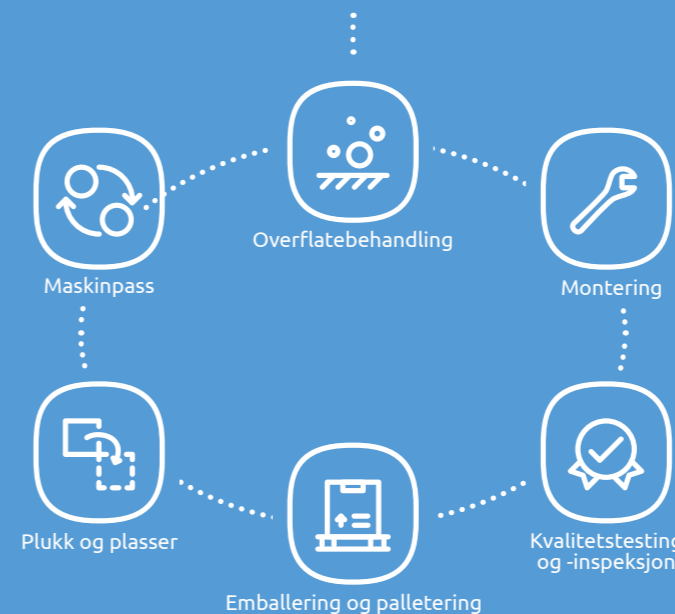 Overflatebehandling
Maskinpass
Montering
Plukk og plasser
Kvalitetstesting
og -inspeksjon
Emballering og palletering